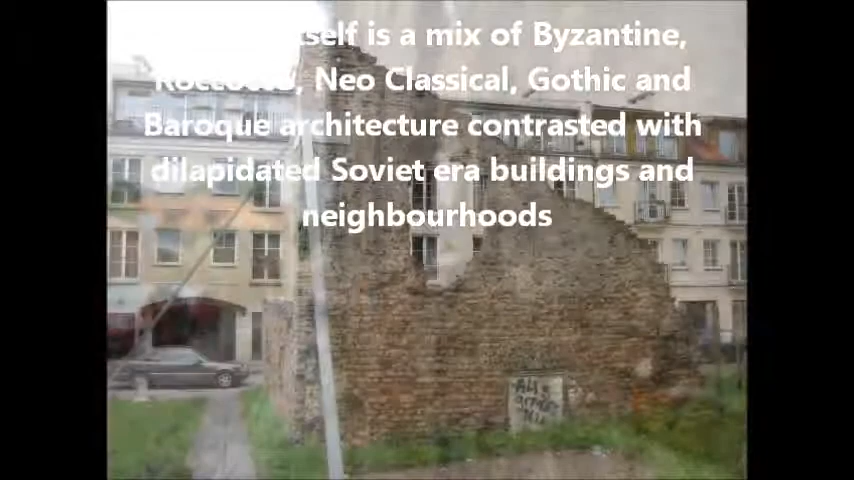 is a mix of Byzantine,
Neo Classical, Gothic and
Baroque architecture contrasted with
dilapidated Soviet era buildings and
neighbourhoods